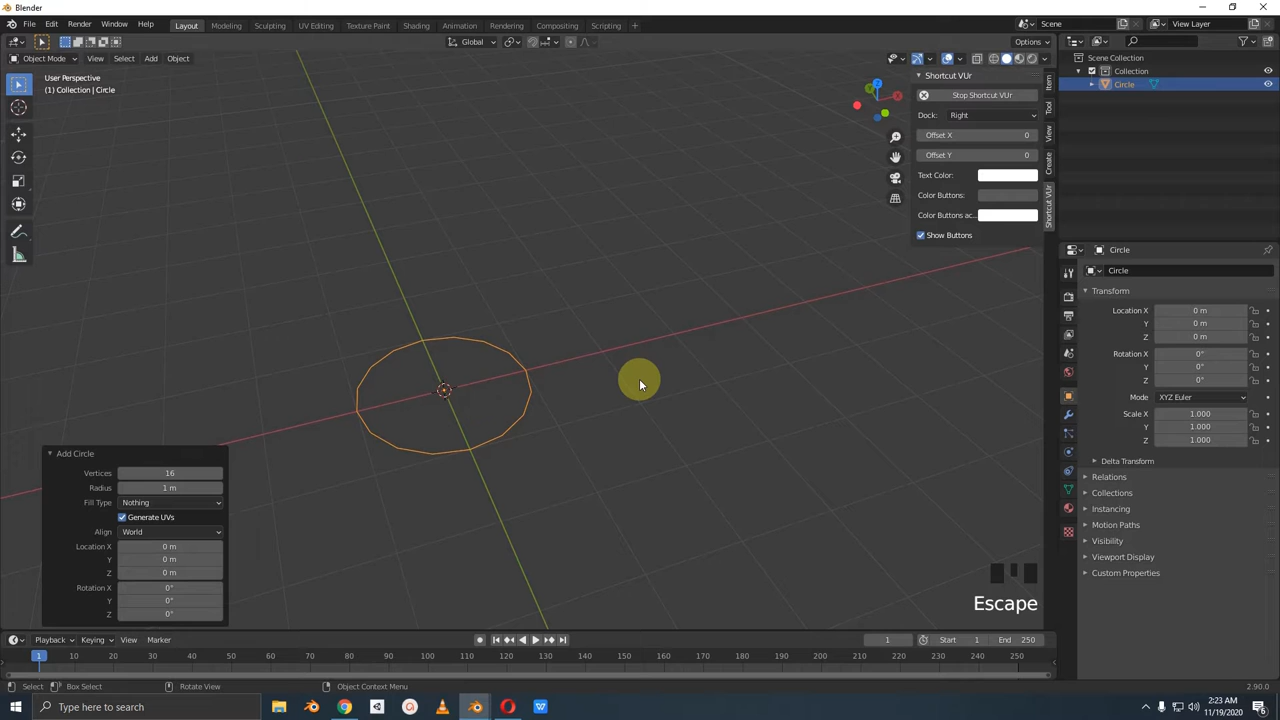 Blender
File Edit Render Window Help Layout Modeling Sculpting UV Editing Texture Paint Shading Animation Rendering Compositing Scripting + Scene View Layer
Global Options
Object Mode View Select Add Object
User Perspective
(1) Collection | Circle
Shortcut VUr
Stop Shortcut VUr
Dock: Right
Offset X 0
Offset Y 0
Text Color:
Color Buttons:
Color Buttons ac...
Show Buttons
Z
X
Y
Item
Tool
View
Create
Shortcut VUr
Scene Collection
Collection
Circle
Circle
Circle
Transform
Location X 0 m
Y 0 m
Z 0 m
Rotation X 0°
Y 0°
Z 0°
Mode XYZ Euler
Scale X 1.000
Y 1.000
Z 1.000
Delta Transform
Relations
Collections
Instancing
Motion Paths
Visibility
Viewport Display
Custom Properties
Add Circle
Vertices 16
Radius 1 m
Fill Type Nothing
Generate UVs
Align World
Location X 0 m
Y 0 m
Z 0 m
Rotation X 0°
Y 0°
Z 0°
Escape
Playback Keying View Marker 1 Start 1 End 250
1 10 20 30 40 50 60 70 80 90 100 110 120 130 140 150 160 170 180 190 200 210 220 230 240 250
Select Box Select Rotate View Object Context Menu 2.90.0
Type here to search
2:23 AM
11/19/2020
6